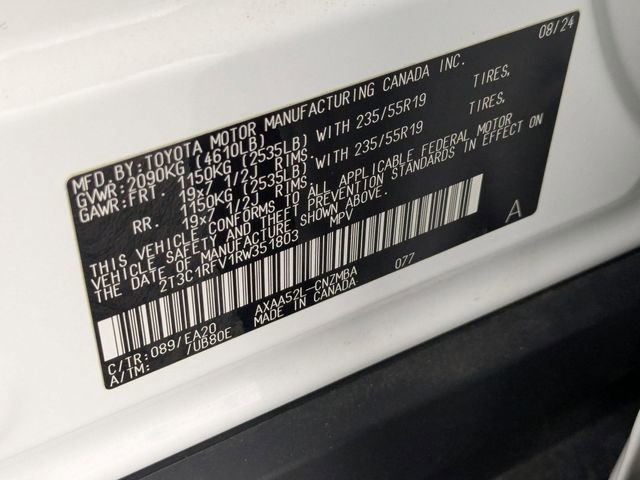 08/24
MFD. BY: TOYOTA MOTOR MANUFACTURING CANADA INC.
GVWR: 2090KG (4610LB)
GAWR: FRT. 1150KG (2535LB) WITH 235/55R19 TIRES,
19x7 1/2J RIMS,
RR. 1150KG (2535LB) WITH 235/55R19 TIRES,
19x7 1/2J RIMS.
THIS VEHICLE CONFORMS TO ALL APPLICABLE FEDERAL MOTOR
VEHICLE SAFETY AND THEFT PREVENTION STANDARDS IN EFFECT ON
THE DATE OF MANUFACTURE SHOWN ABOVE.
2T3C1RFV1RW351803 MPV A
C/TR: 089/EA20 AXAA52L-CNZMBA 077
A/TM: /UB80E MADE IN CANADA